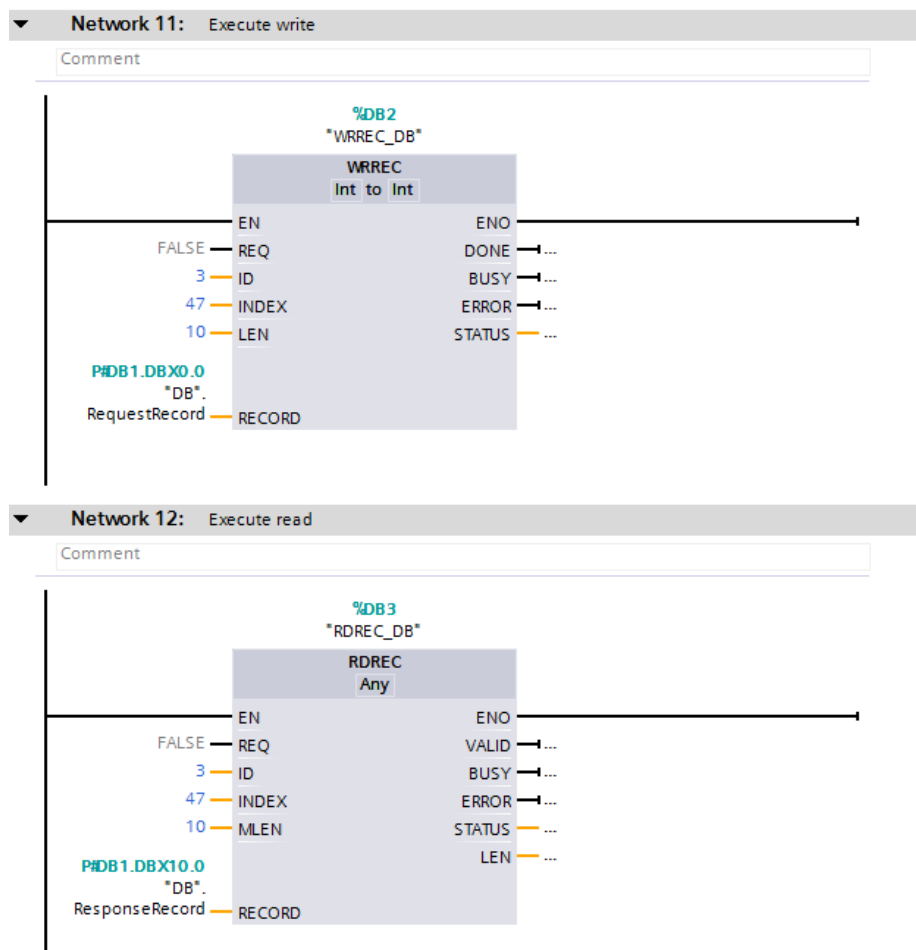 Network 11: Execute write
Comment
%DB2
"WRREC_DB"
WRREC
Int to Int
EN ENO
FALSE REQ DONE ...
3 ID BUSY ...
47 INDEX ERROR ...
10 LEN STATUS ...
P#DB1.DBX0.0
"DB".
RequestRecord RECORD
Network 12: Execute read
Comment
%DB3
"RDREC_DB"
RDREC
Any
EN ENO
FALSE REQ VALID ...
3 ID BUSY ...
47 INDEX ERROR ...
10 MLEN STATUS ...
LEN ...
P#DB1.DBX10.0
"DB".
ResponseRecord RECORD